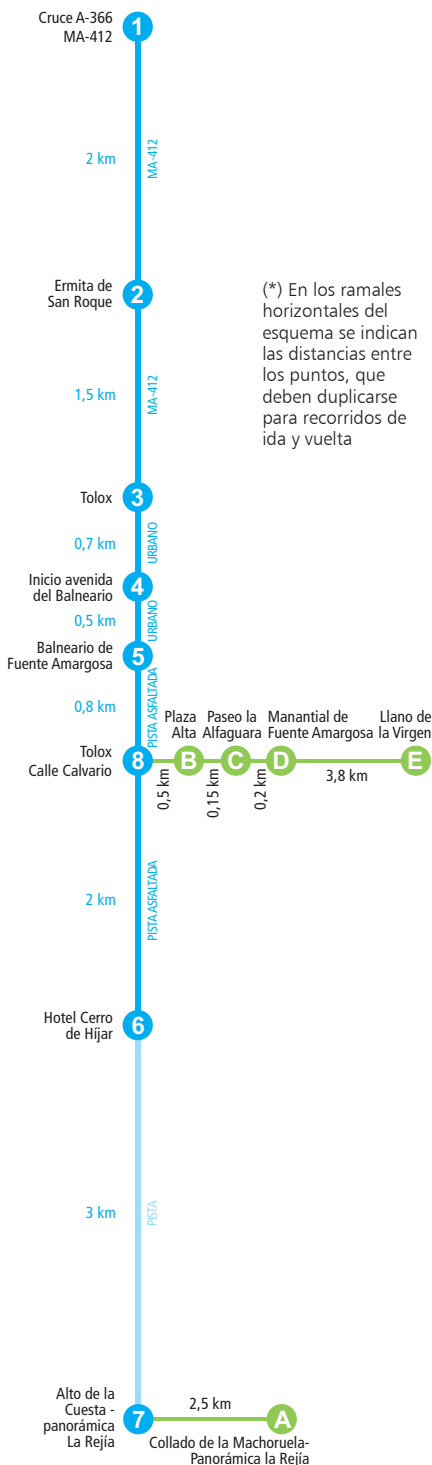 Cruce A-366
MA-412
1
2 km
MA-412
Ermita de
San Roque
2
(*) En los ramales
horizontales del
esquema se indican
las distancias entre
los puntos, que
deben duplicarse
para recorridos de
ida y vuelta
1,5 km
MA-412
Tolox
3
0,7 km
URBANO
Inicio avenida
del Balneario
4
0,5 km
URBANO
Balneario de
Fuente Amargosa
5
0,8 km
PISTA ASFALTADA
Tolox
Calle Calvario
8
0,5 km
Plaza
Alta
B
0,15 km
Paseo la
Alfaguara
C
0,2 km
Manantial de
Fuente Amargosa
D
3,8 km
Llano de
la Virgen
E
2 km
PISTA ASFALTADA
Hotel Cerro
de Híjar
6
3 km
PISTA
Alto de la
Cuesta -
panorámica
La Rejía
7
2,5 km
A
Collado de la Machoruela-
Panorámica la Rejía